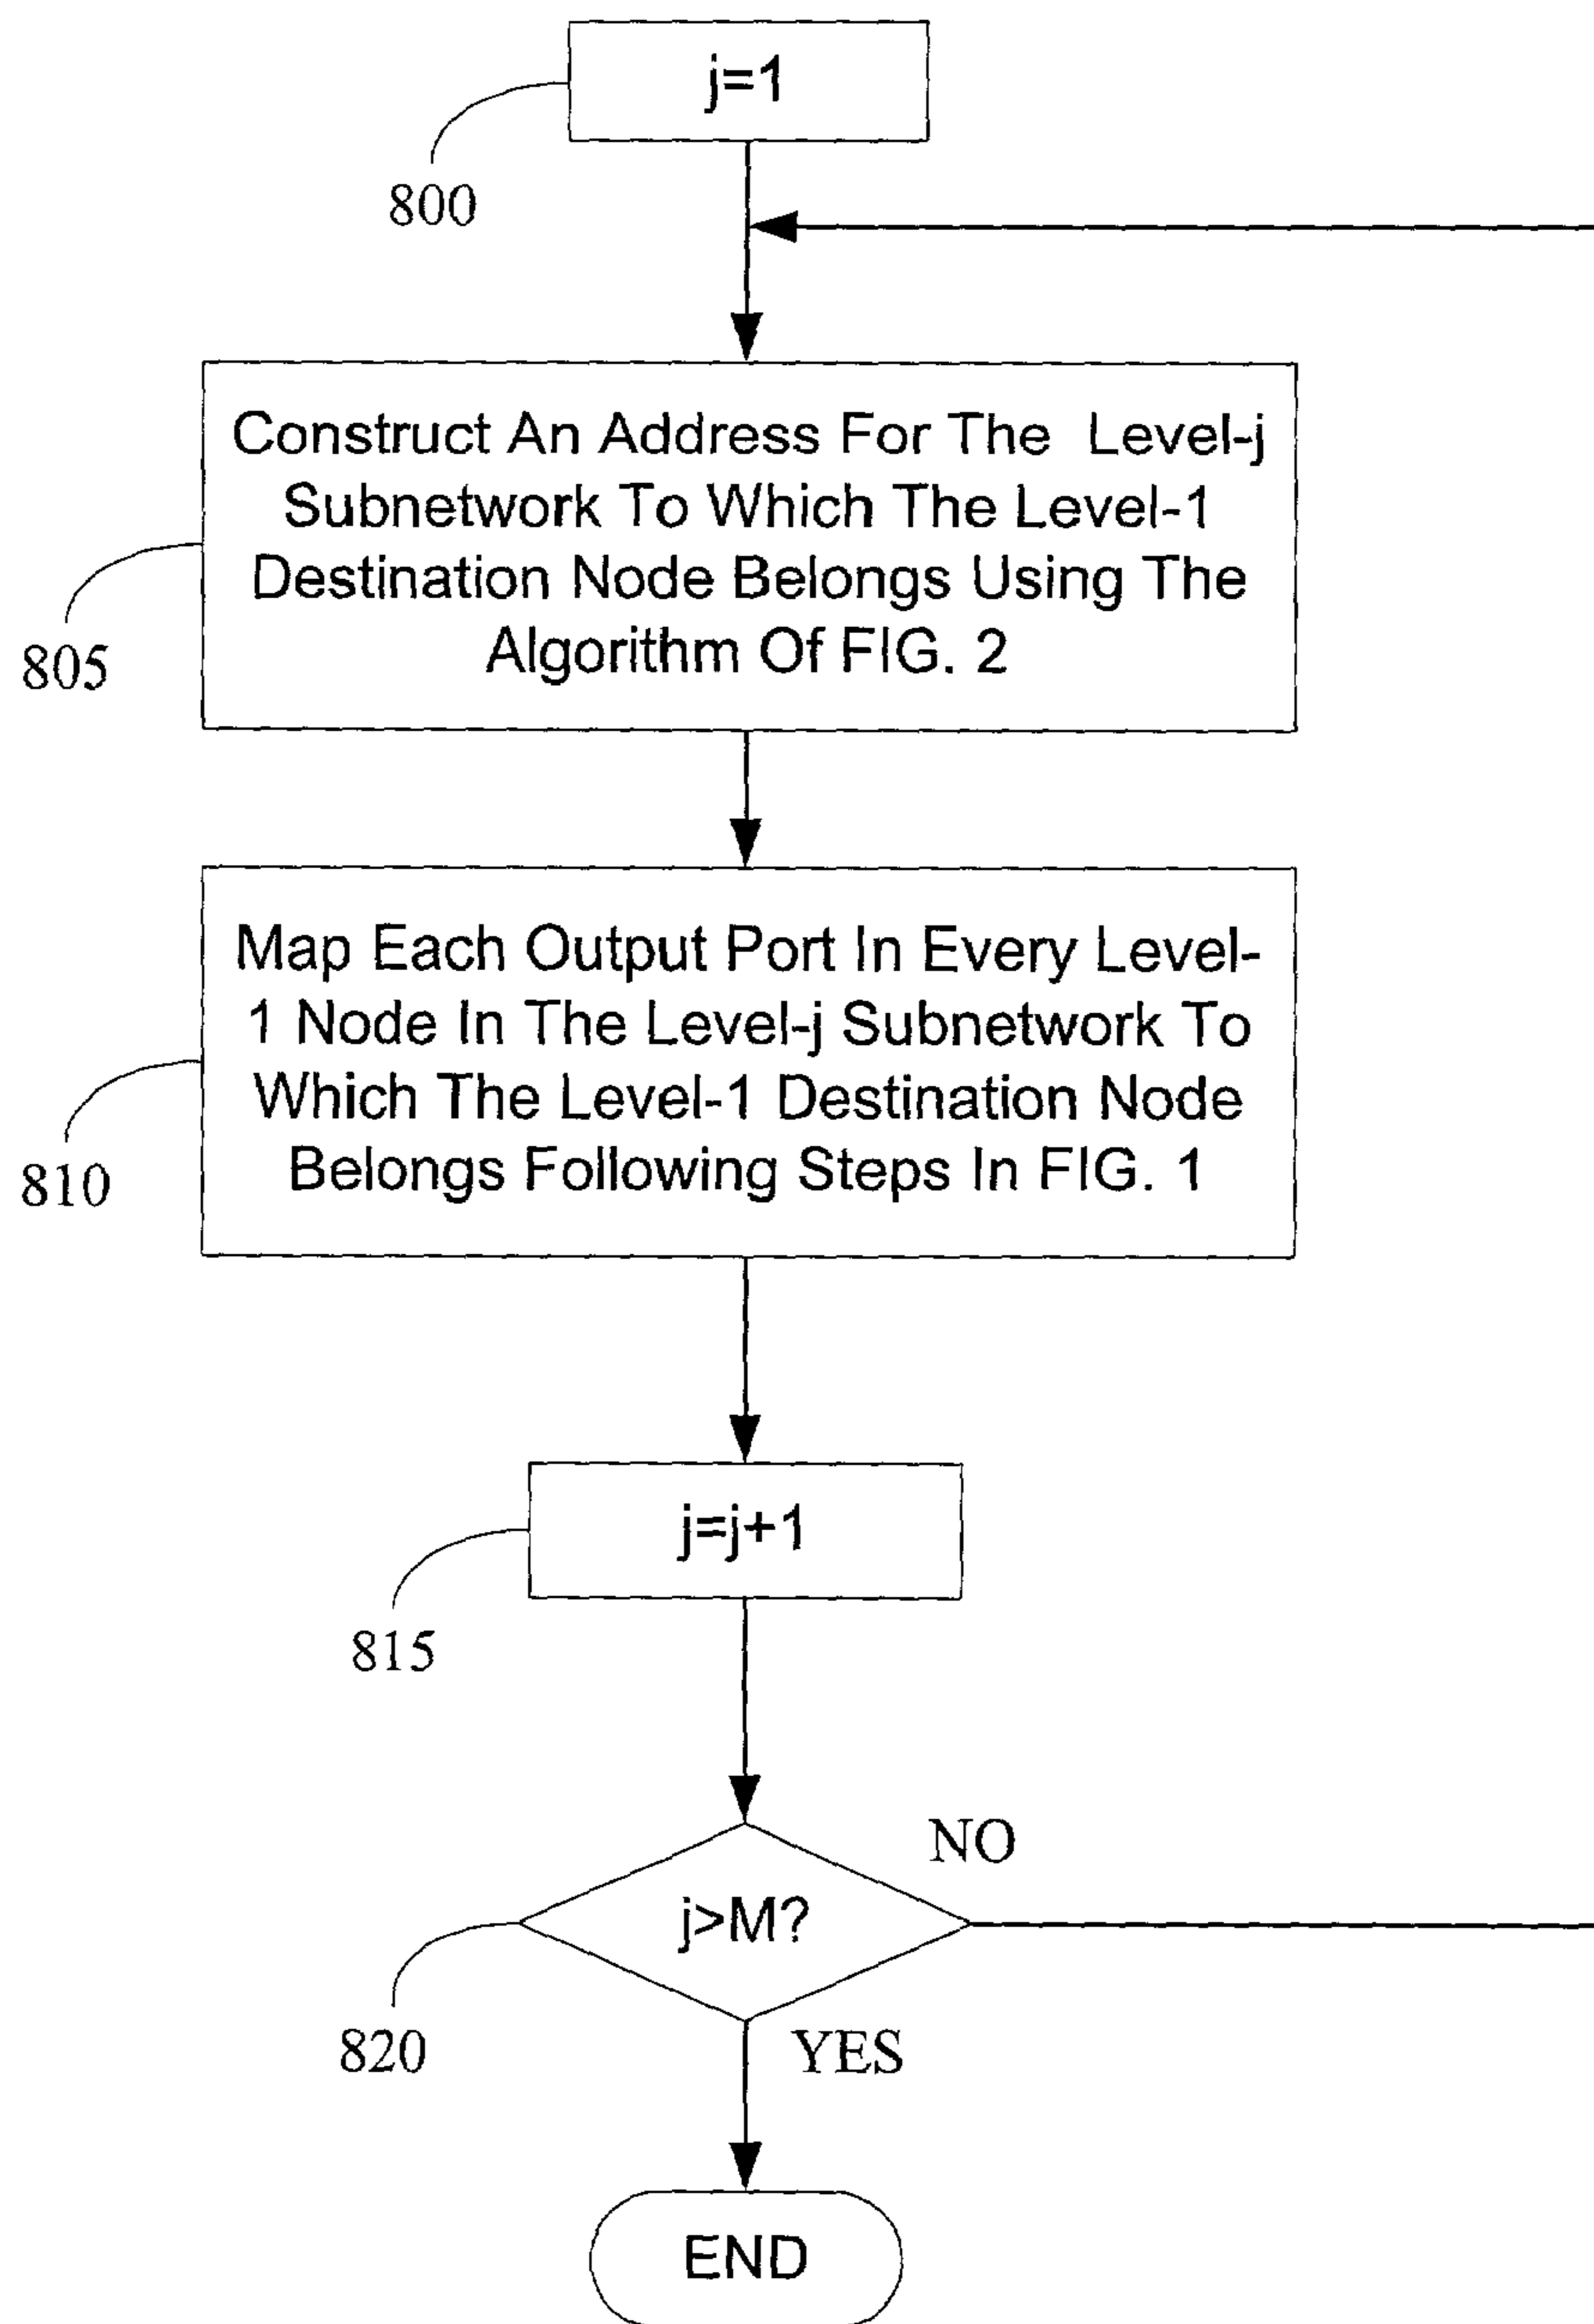 j=1
800
Construct An Address For The Level-j
Subnetwork To Which The Level-1
Destination Node Belongs Using The
Algorithm Of FIG. 2
805
Map Each Output Port In Every Level-
1 Node In The Level-j Subnetwork To
Which The Level-1 Destination Node
Belongs Following Steps In FIG. 1
810
j=j+1
815
NO
j>M?
820
YES
END